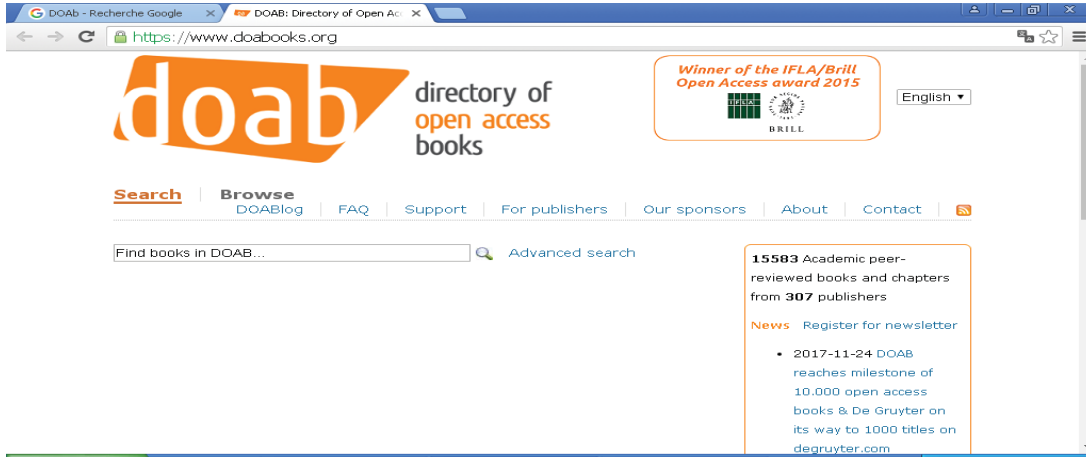 DOAb - Recherche Google
DOAB: Directory of Open Ac
https://www.doabooks.org
doab
directory of
open access
books
Winner of the IFLA/Brill
Open Access award 2015
IFLA
BRILL
English
Search
Browse
DOABlog
FAQ
Support
For publishers
Our sponsors
About
Contact
Find books in DOAB...
Advanced search
15583 Academic peer-
reviewed books and chapters
from 307 publishers
News Register for newsletter
• 2017-11-24 DOAB
reaches milestone of
10.000 open access
books & De Gruyter on
its way to 1000 titles on
degruyter.com